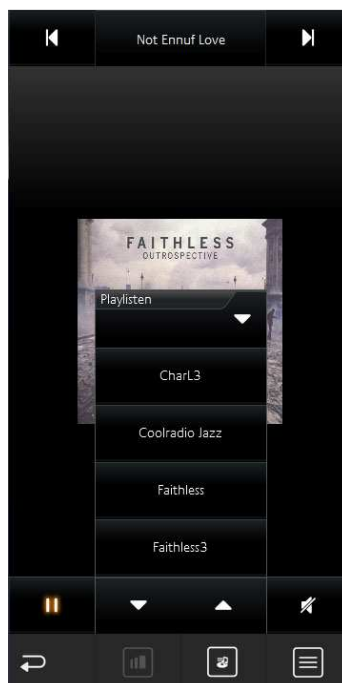 Not Ennuf Love
FAITHLESS
OUTROSPECTIVE
Playlisten
CharL3
Coolradio Jazz
Faithless
Faithless3